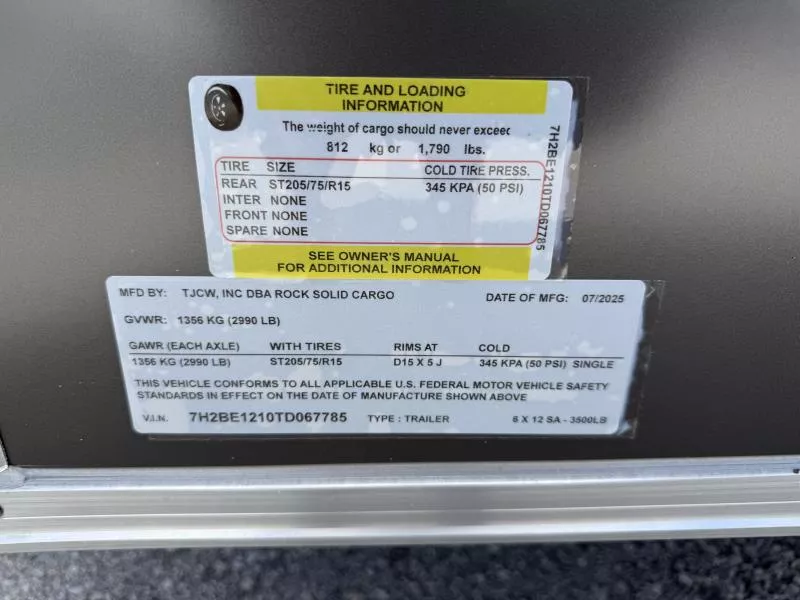 TIRE AND LOADING
INFORMATION
The weight of cargo should never exceed
812 kg or 1,790 lbs.
TIRE SIZE COLD TIRE PRESS.
REAR ST205/75/R15 345 KPA (50 PSI)
INTER NONE
FRONT NONE
SPARE NONE
SEE OWNER'S MANUAL
FOR ADDITIONAL INFORMATION
7H2BE1210TD067785
MFD BY: TJCW, INC DBA ROCK SOLID CARGO DATE OF MFG: 07/2025
GVWR: 1356 KG (2990 LB)
GAWR (EACH AXLE) WITH TIRES RIMS AT COLD
1356 KG (2990 LB) ST205/75/R15 D15 X 5 J 345 KPA (50 PSI) SINGLE
THIS VEHICLE CONFORMS TO ALL APPLICABLE U.S. FEDERAL MOTOR VEHICLE SAFETY
STANDARDS IN EFFECT ON THE DATE OF MANUFACTURE SHOWN ABOVE
V.I.N. 7H2BE1210TD067785 TYPE : TRAILER 6 X 12 SA - 3500LB